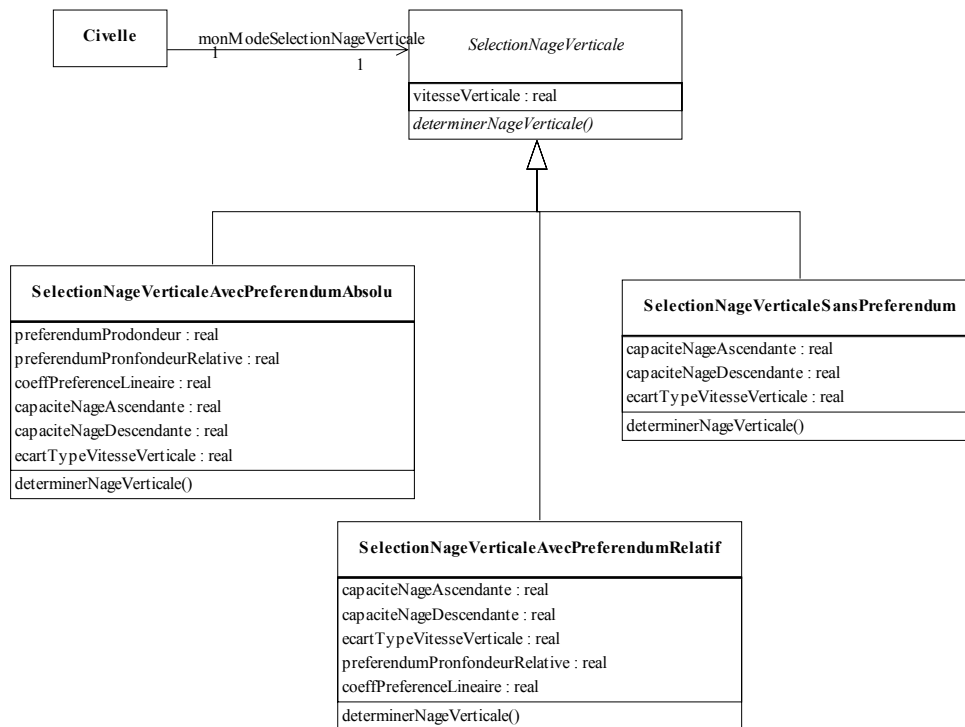 Civelle
monModeSelectionNageVerticale
1
1
SelectionNageVerticale
vitesseVerticale : real
determinerNageVerticale()
SelectionNageVerticaleAvecPreferendumAbsolu
preferendumProdondeur : real
preferendumPronfondeurRelative : real
coeffPreferenceLineaire : real
capaciteNageAscendante : real
capaciteNageDescendante : real
ecartTypeVitesseVerticale : real
determinerNageVerticale()
SelectionNageVerticaleSansPreferendum
capaciteNageAscendante : real
capaciteNageDescendante : real
ecartTypeVitesseVerticale : real
determinerNageVerticale()
SelectionNageVerticaleAvecPreferendumRelatif
capaciteNageAscendante : real
capaciteNageDescendante : real
ecartTypeVitesseVerticale : real
preferendumPronfondeurRelative : real
coeffPreferenceLineaire : real
determinerNageVerticale()